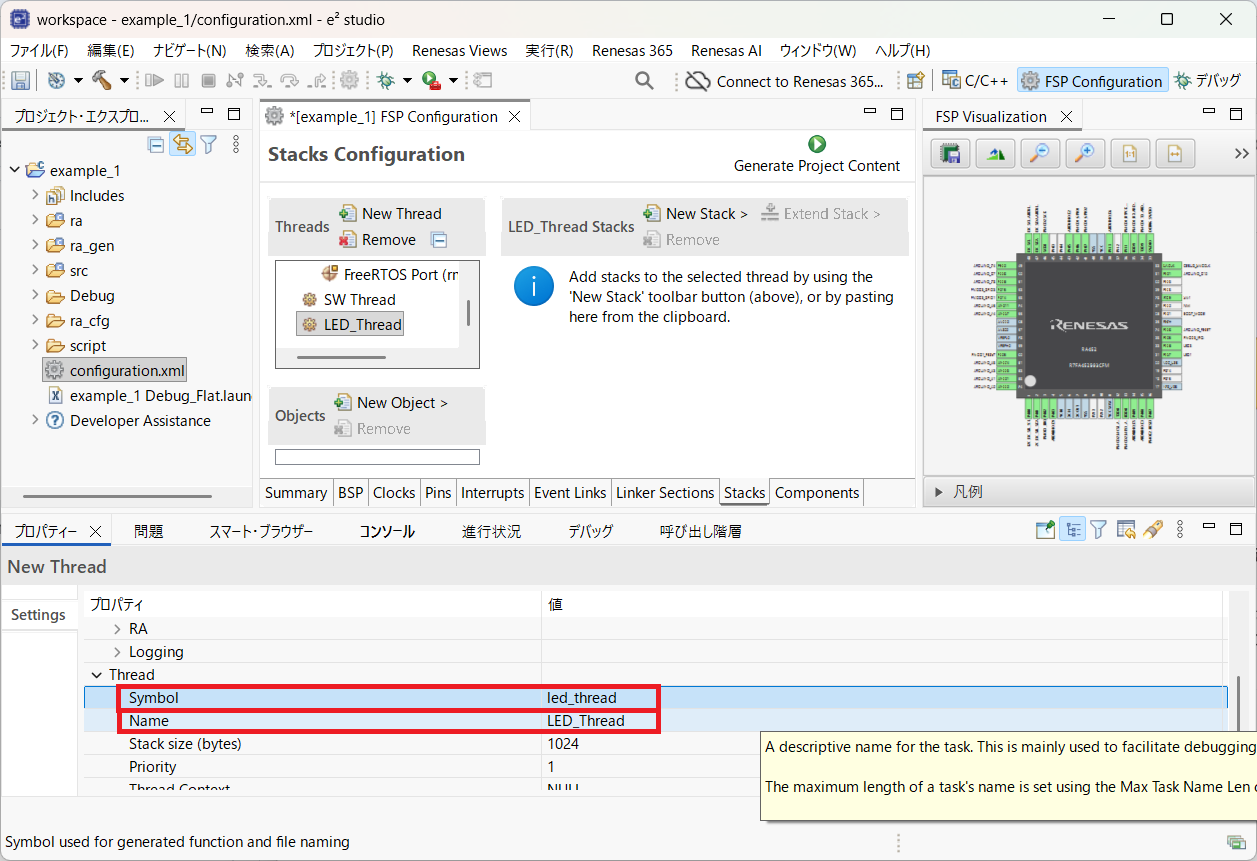 workspace - example_1/configuration.xml - e² studio
ファイル(F) 編集(E) ナビゲート(N) 検索(A) プロジェクト(P) Renesas Views 実行(R) Renesas 365 Renesas AI ウィンドウ(W) ヘルプ(H)
Connect to Renesas 365... C/C++ FSP Configuration デバッグ
プロジェクト・エクスプロ...
example_1
Includes
ra
ra_gen
src
Debug
ra_cfg
script
configuration.xml
example_1 Debug_Flat.laun
Developer Assistance
*[example_1] FSP Configuration
Stacks Configuration
Generate Project Content
Threads
New Thread
Remove
FreeRTOS Port (rm
SW Thread
LED_Thread
Objects
New Object >
Remove
LED_Thread Stacks
New Stack > Extend Stack >
Remove
Add stacks to the selected thread by using the
'New Stack' toolbar button (above), or by pasting
here from the clipboard.
Summary BSP Clocks Pins Interrupts Event Links Linker Sections Stacks Components
FSP Visualization
RENESAS
凡例
プロパティー 問題 スマート・ブラウザー コンソール 進行状況 デバッグ 呼び出し階層
New Thread
Settings
プロパティ 値
RA
Logging
Thread
Symbol led_thread
Name LED_Thread
Stack size (bytes) 1024
Priority 1
Thread Context NULL
A descriptive name for the task. This is mainly used to facilitate debugging
The maximum length of a task's name is set using the Max Task Name Len
Symbol used for generated function and file naming